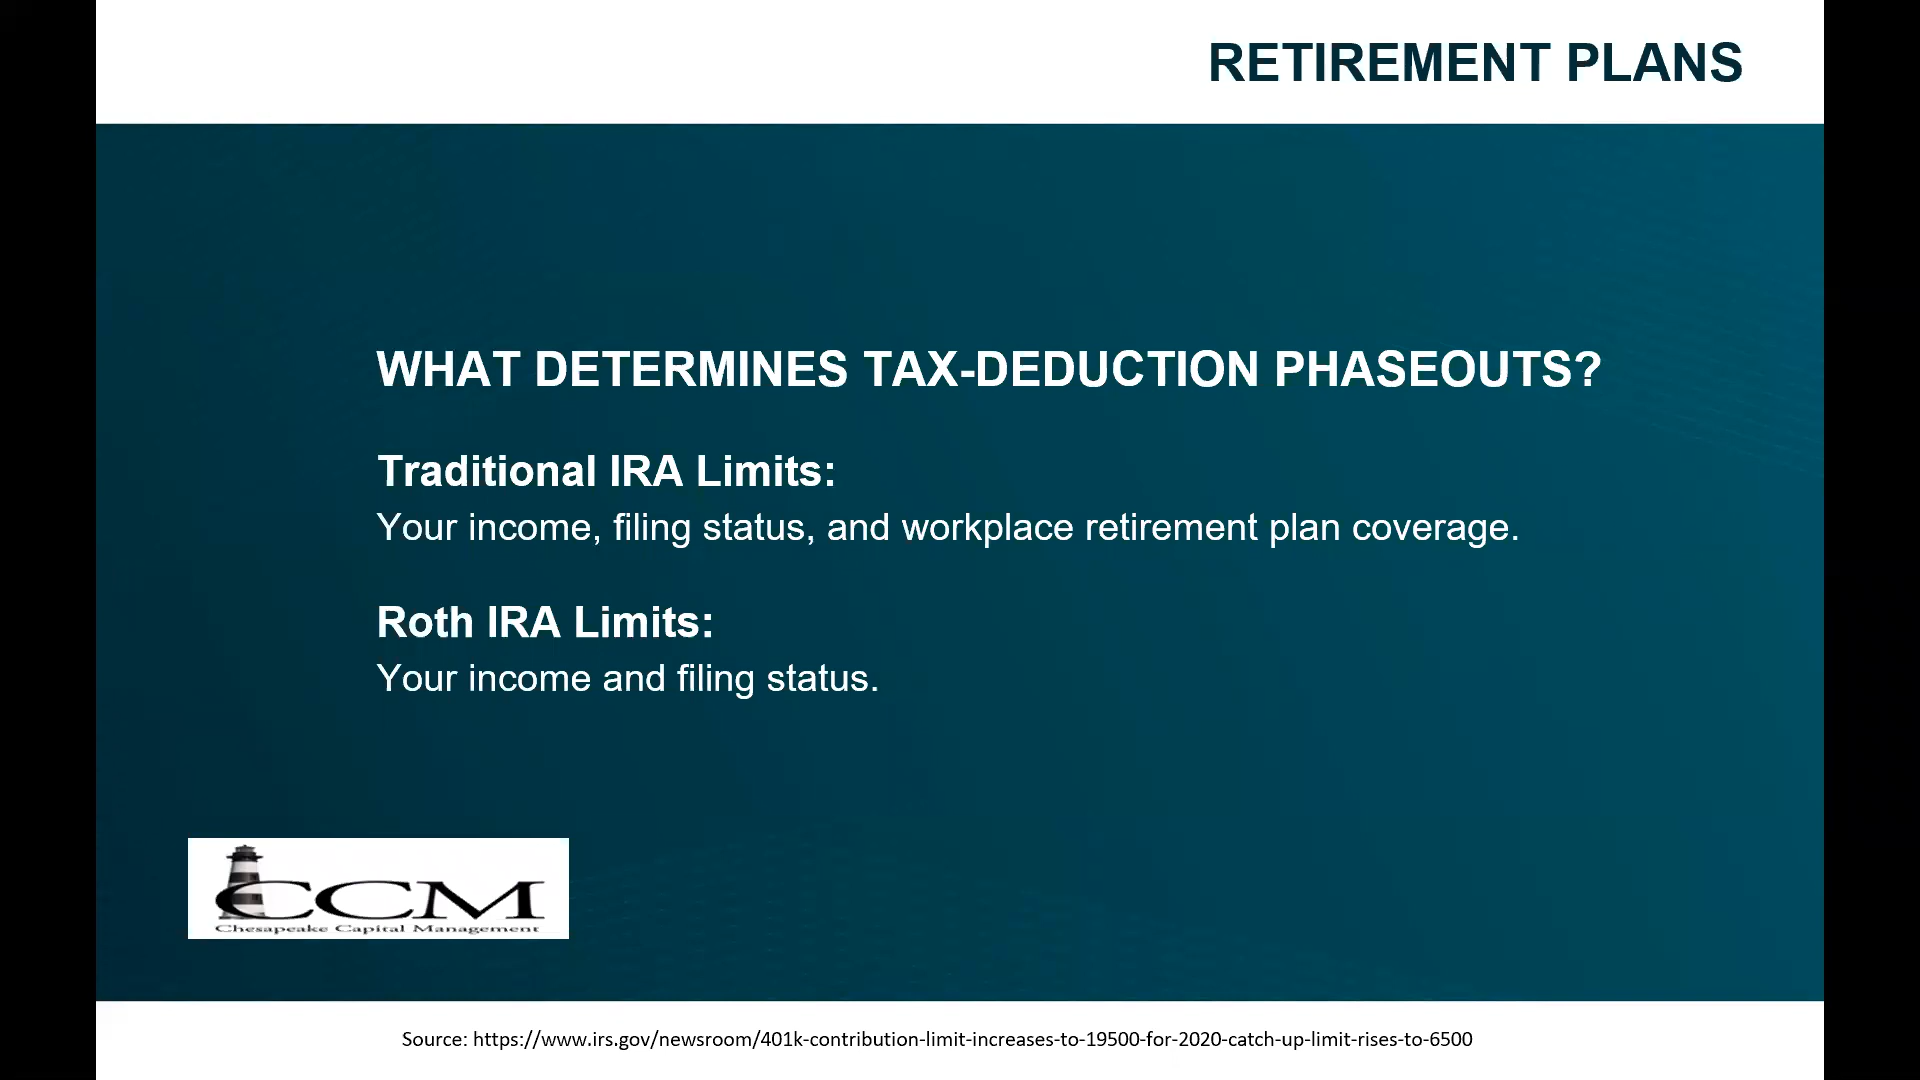 RETIREMENT PLANS
WHAT DETERMINES TAX-DEDUCTION PHASEOUTS?
Traditional IRA Limits:
Your income, filing status, and workplace retirement plan coverage.
Roth IRA Limits:
Your income and filing status.
CCM
Chesapeake Capital Management
Source: https://www.irs.gov/newsroom/401k-contribution-limit-increases-to-19500-for-2020-catch-up-limit-rises-to-6500